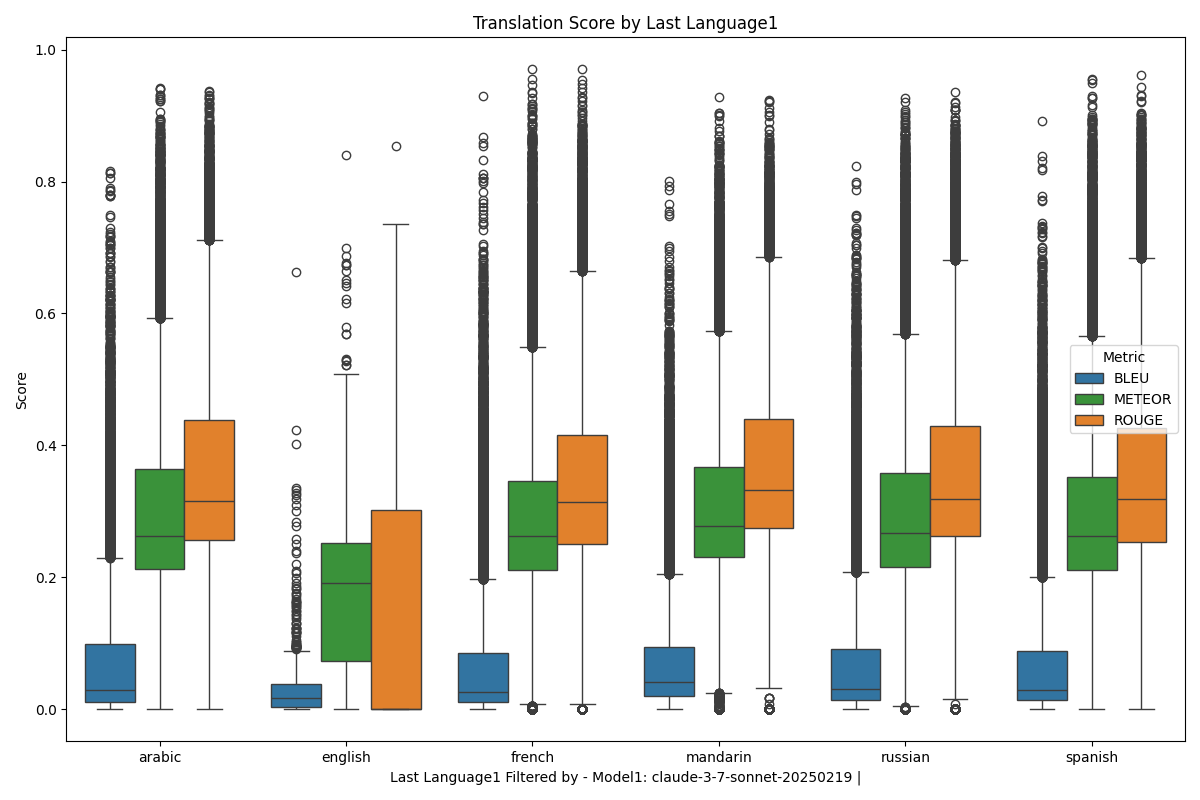 Translation Score by Last Language1
1.0
0.8
0.6
0.4
0.2
0.0
Score
Metric
BLEU
METEOR
ROUGE
arabic english french mandarin russian spanish
Last Language1 Filtered by - Model1: claude-3-7-sonnet-20250219 |